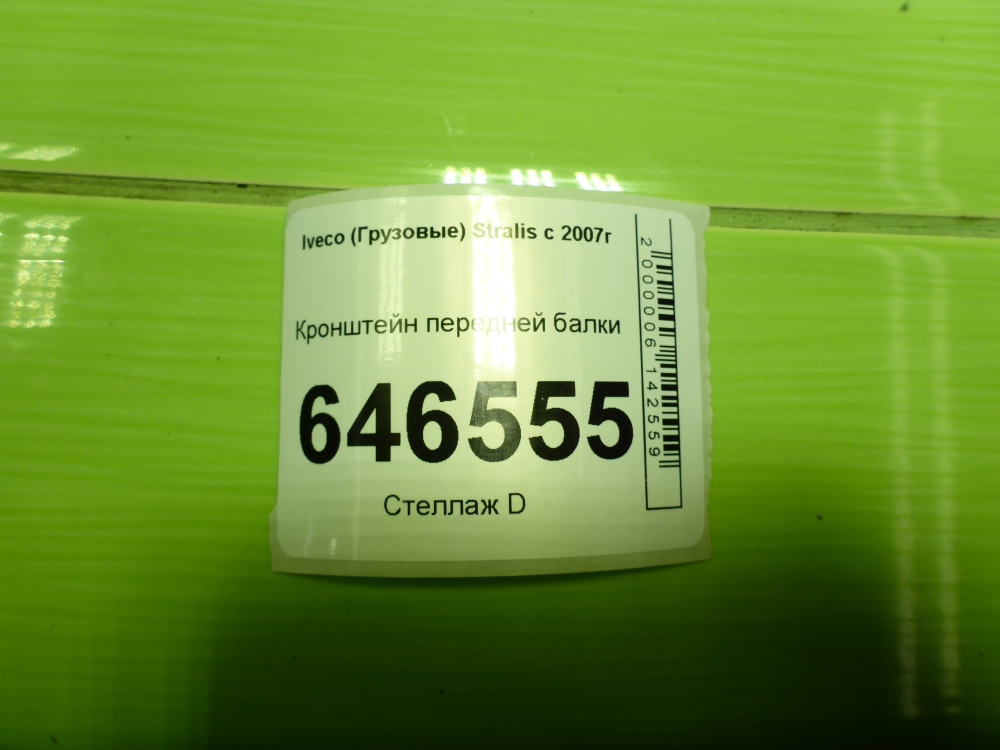 Iveco (Грузовые) Stralis с 2007г
Кронштейн передней балки
646555
Стеллаж D
2000006142559